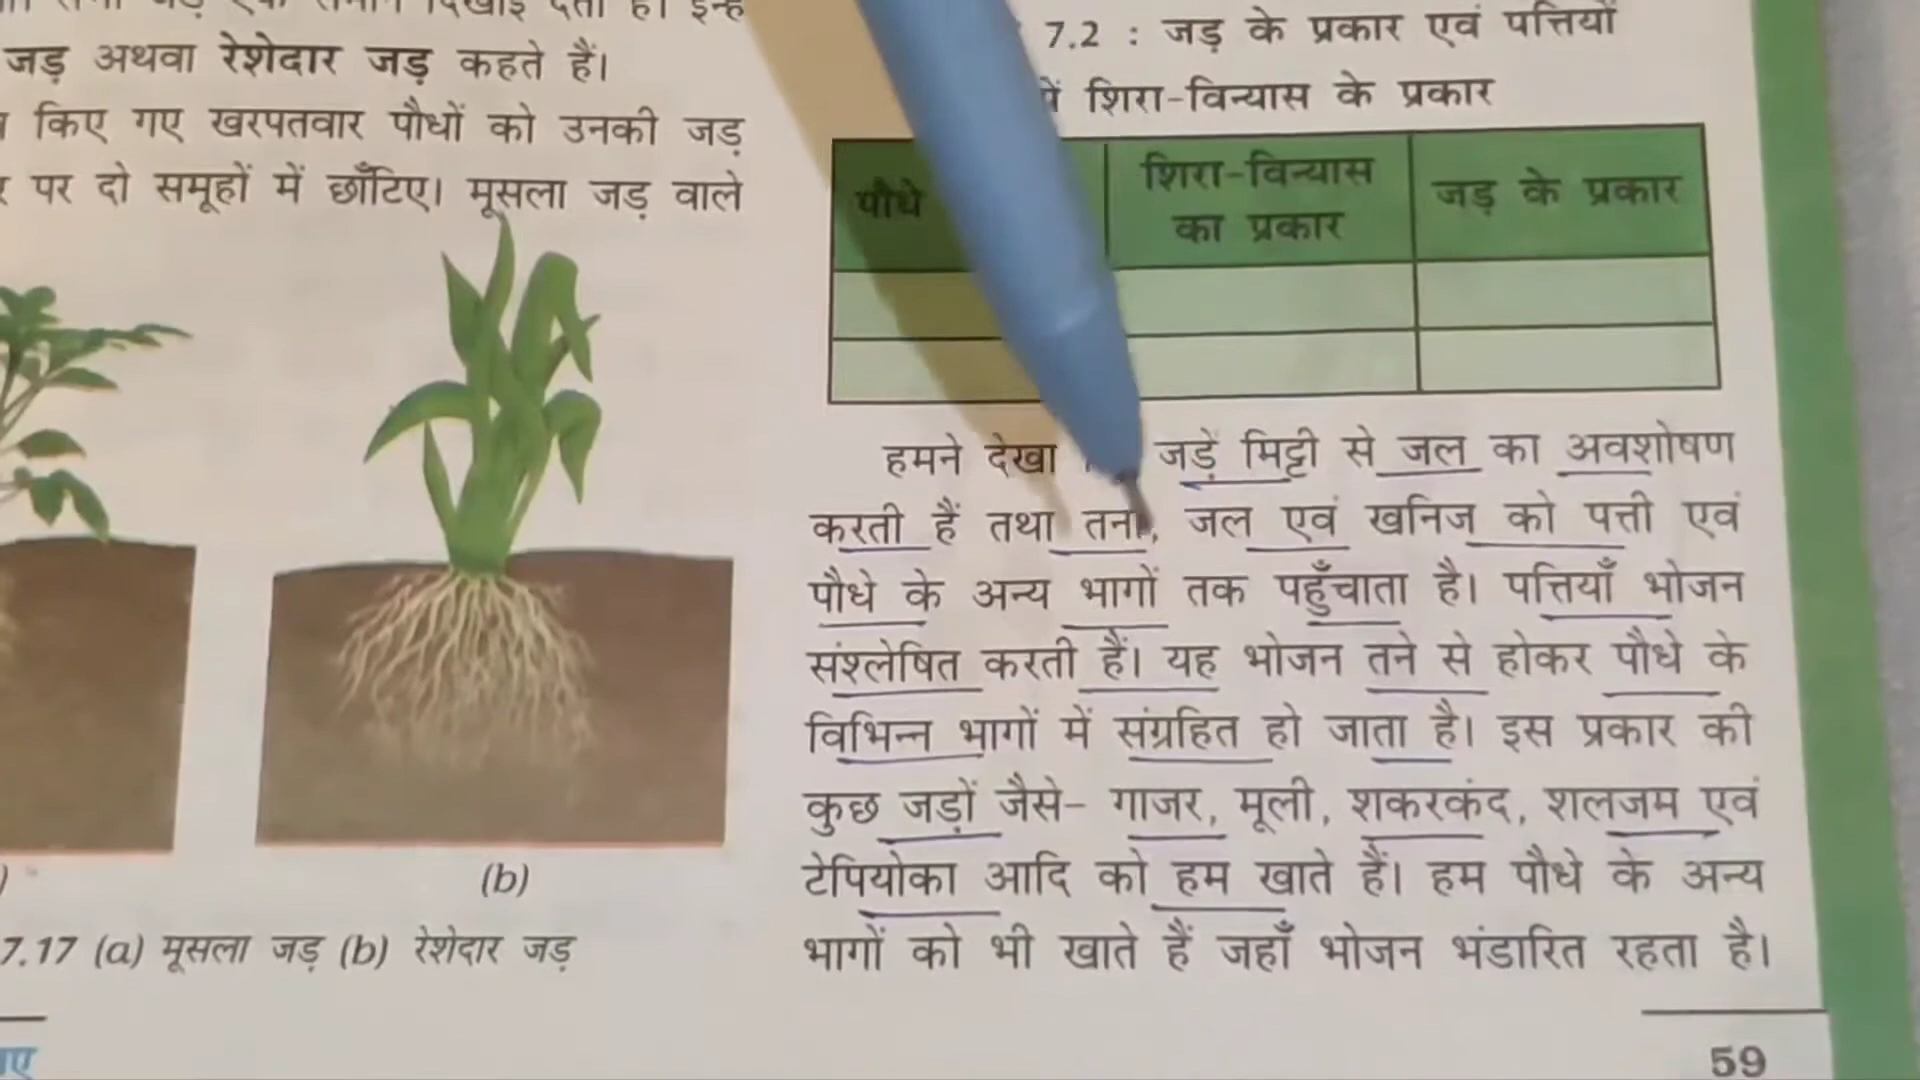 जड़ अथवा रेशेदार जड़ कहते हैं।
किए गए खरपतवार पौधों को उनकी जड़
पर दो समूहों में छाँटिए। मूसला जड़ वाले
(b)
7.17 (a) मूसला जड़ (b) रेशेदार जड़
7.2 : जड़ के प्रकार एवं पत्तियों
में शिरा-विन्यास के प्रकार
पौधे
शिरा-विन्यास का प्रकार
जड़ के प्रकार
हमने देखा जड़ें मिट्टी से जल का अवशोषण
करती हैं तथा तना, जल एवं खनिज को पत्ती एवं
पौधे के अन्य भागों तक पहुँचाता है। पत्तियाँ भोजन
संश्लेषित करती हैं। यह भोजन तने से होकर पौधे के
विभिन्न भागों में संग्रहित हो जाता है। इस प्रकार की
कुछ जड़ों जैसे– गाजर, मूली, शकरकंद, शलजम एवं
टेपियोका आदि को हम खाते हैं। हम पौधे के अन्य
भागों को भी खाते हैं जहाँ भोजन भंडारित रहता है।
59